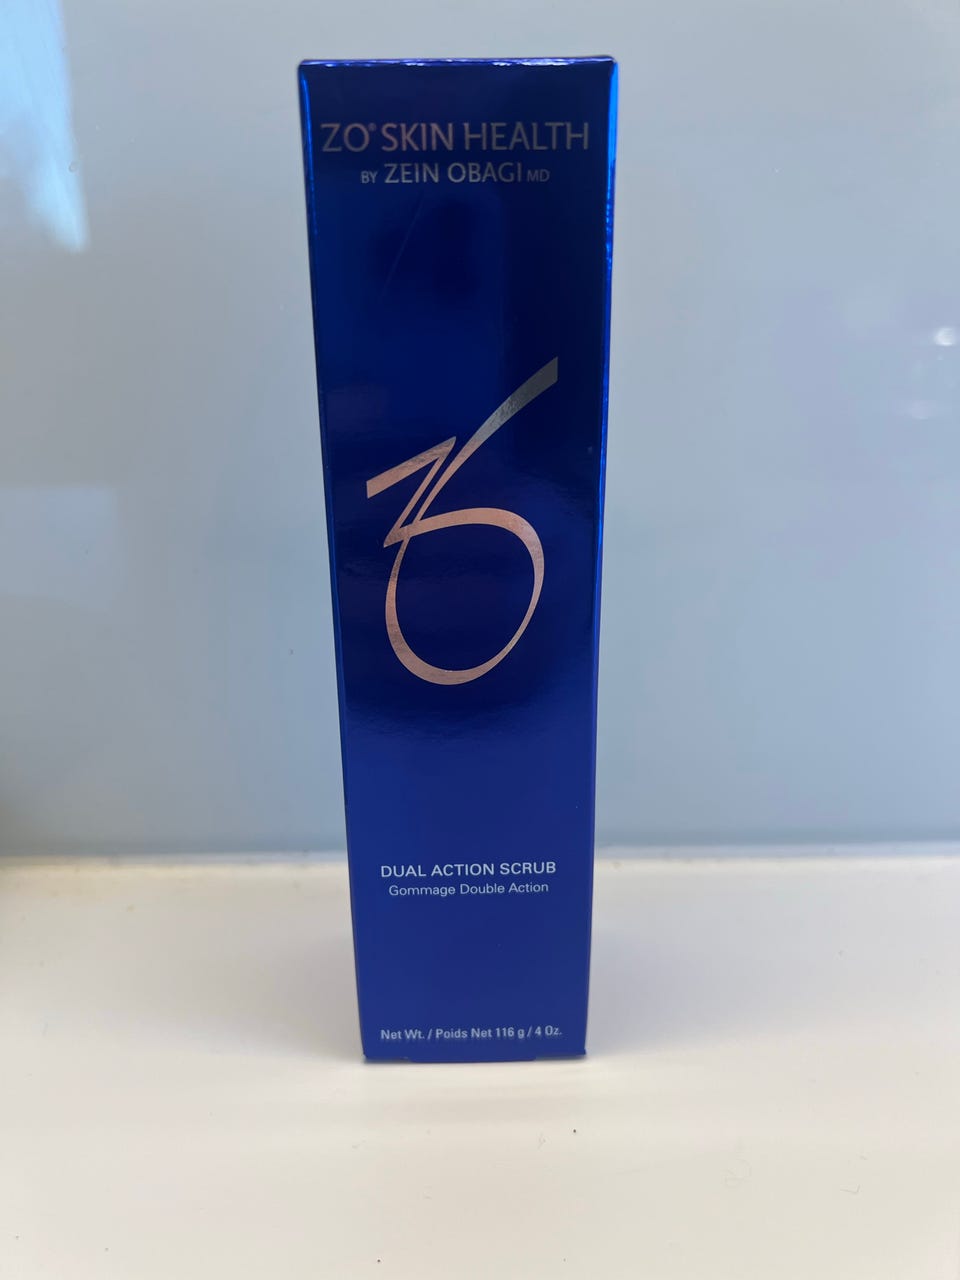 ZO® SKIN HEALTH
BY ZEIN OBAGI MD
ZO
DUAL ACTION SCRUB
Gommage Double Action
Net Wt. / Poids Net 116 g / 4 Oz.